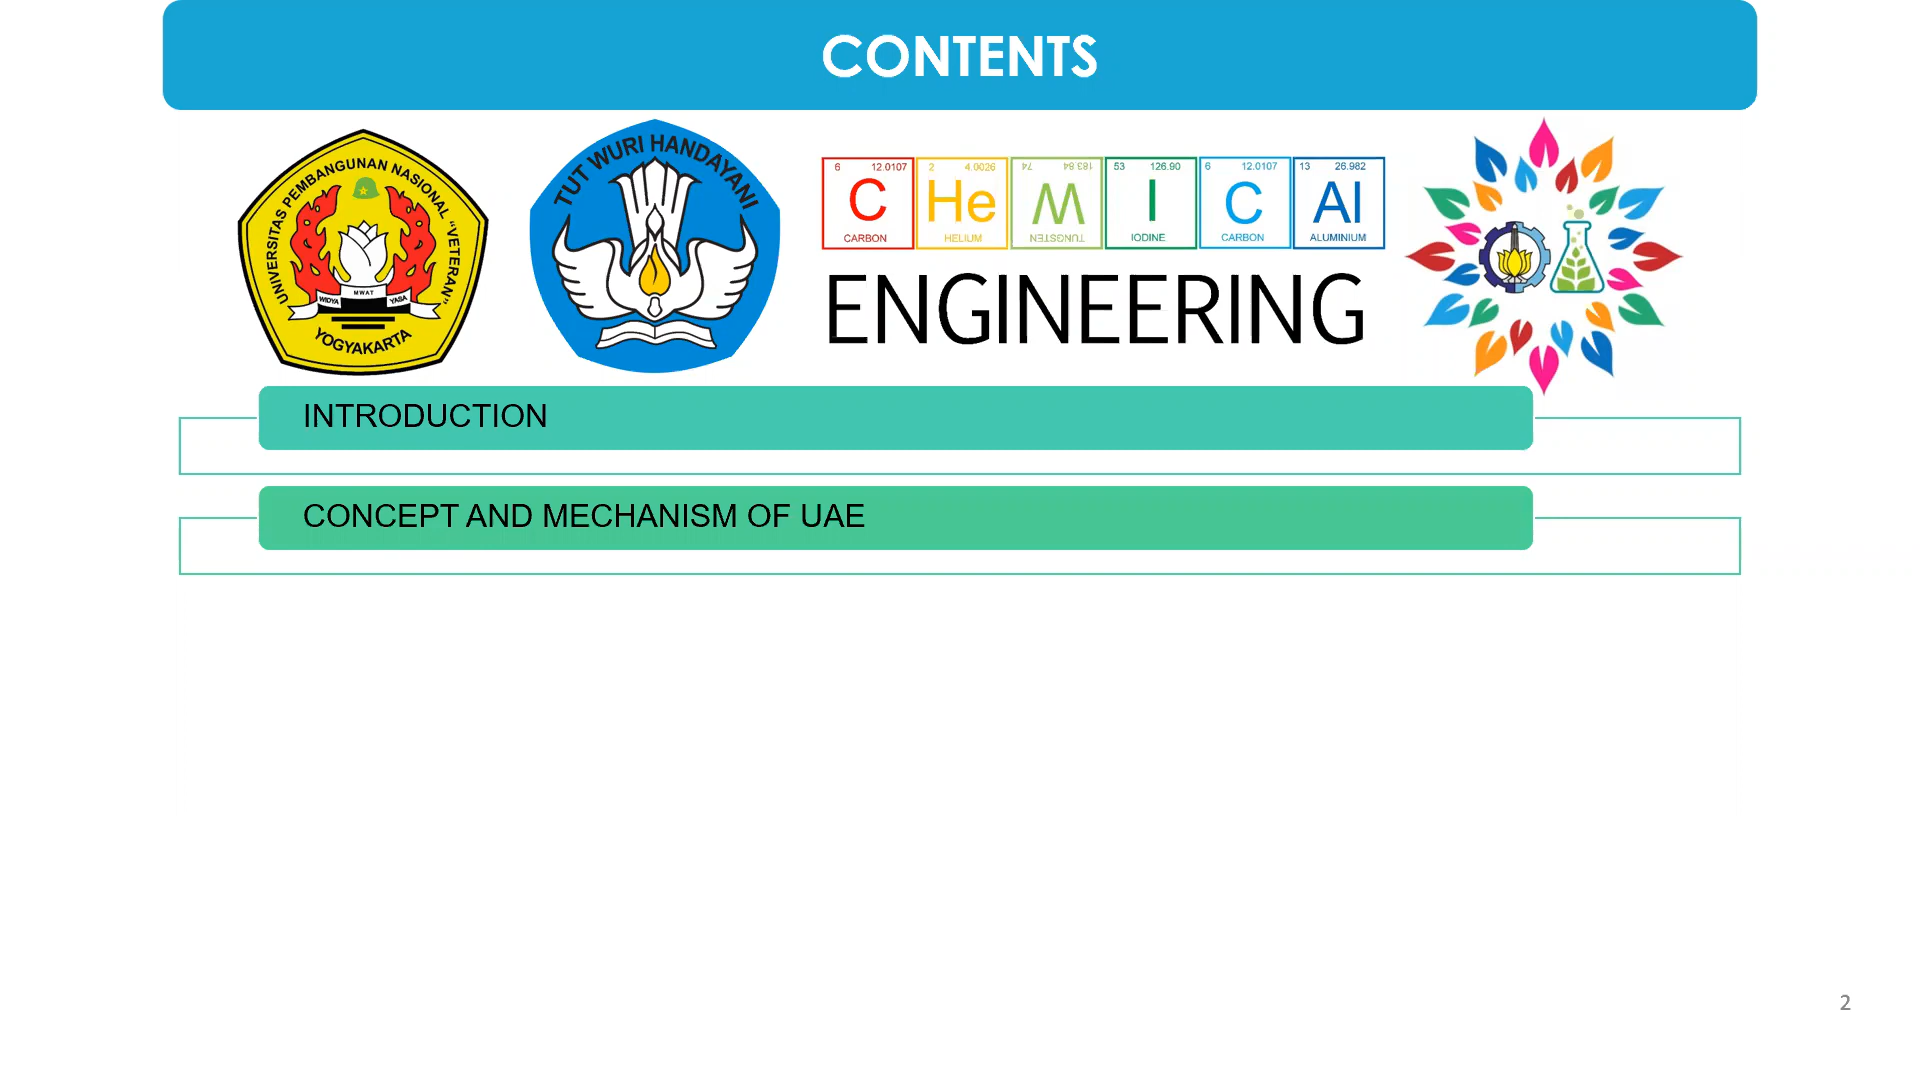 CONTENTS
UNIVERSITAS PEMBANGUNAN NASIONAL "VETERAN"
WIDYA MWAT YASA
YOGYAKARTA
TUT WURI HANDAYANI
6 12.0107 2 4.0026 74 183.84 53 126.90 6 12.0107 13 26.982
C He W I C Al
CARBON HELIUM TUNGSTEN IODINE CARBON ALUMINIUM
ENGINEERING
INTRODUCTION
CONCEPT AND MECHANISM OF UAE
2